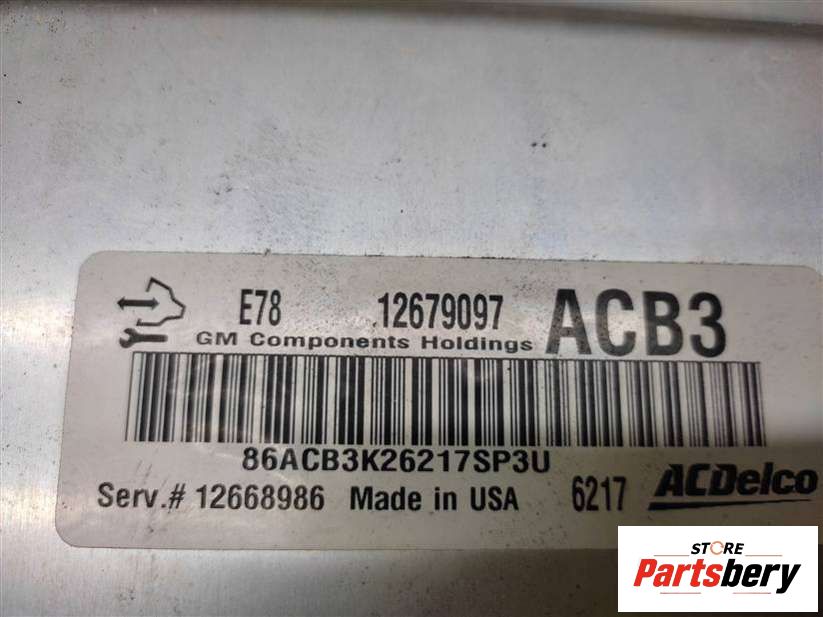 E78 12679097 ACB3
GM Components Holdings
86ACB3K26217SP3U
Serv.# 12668986 Made in USA 6217 ACDelco
STORE
Partsbery